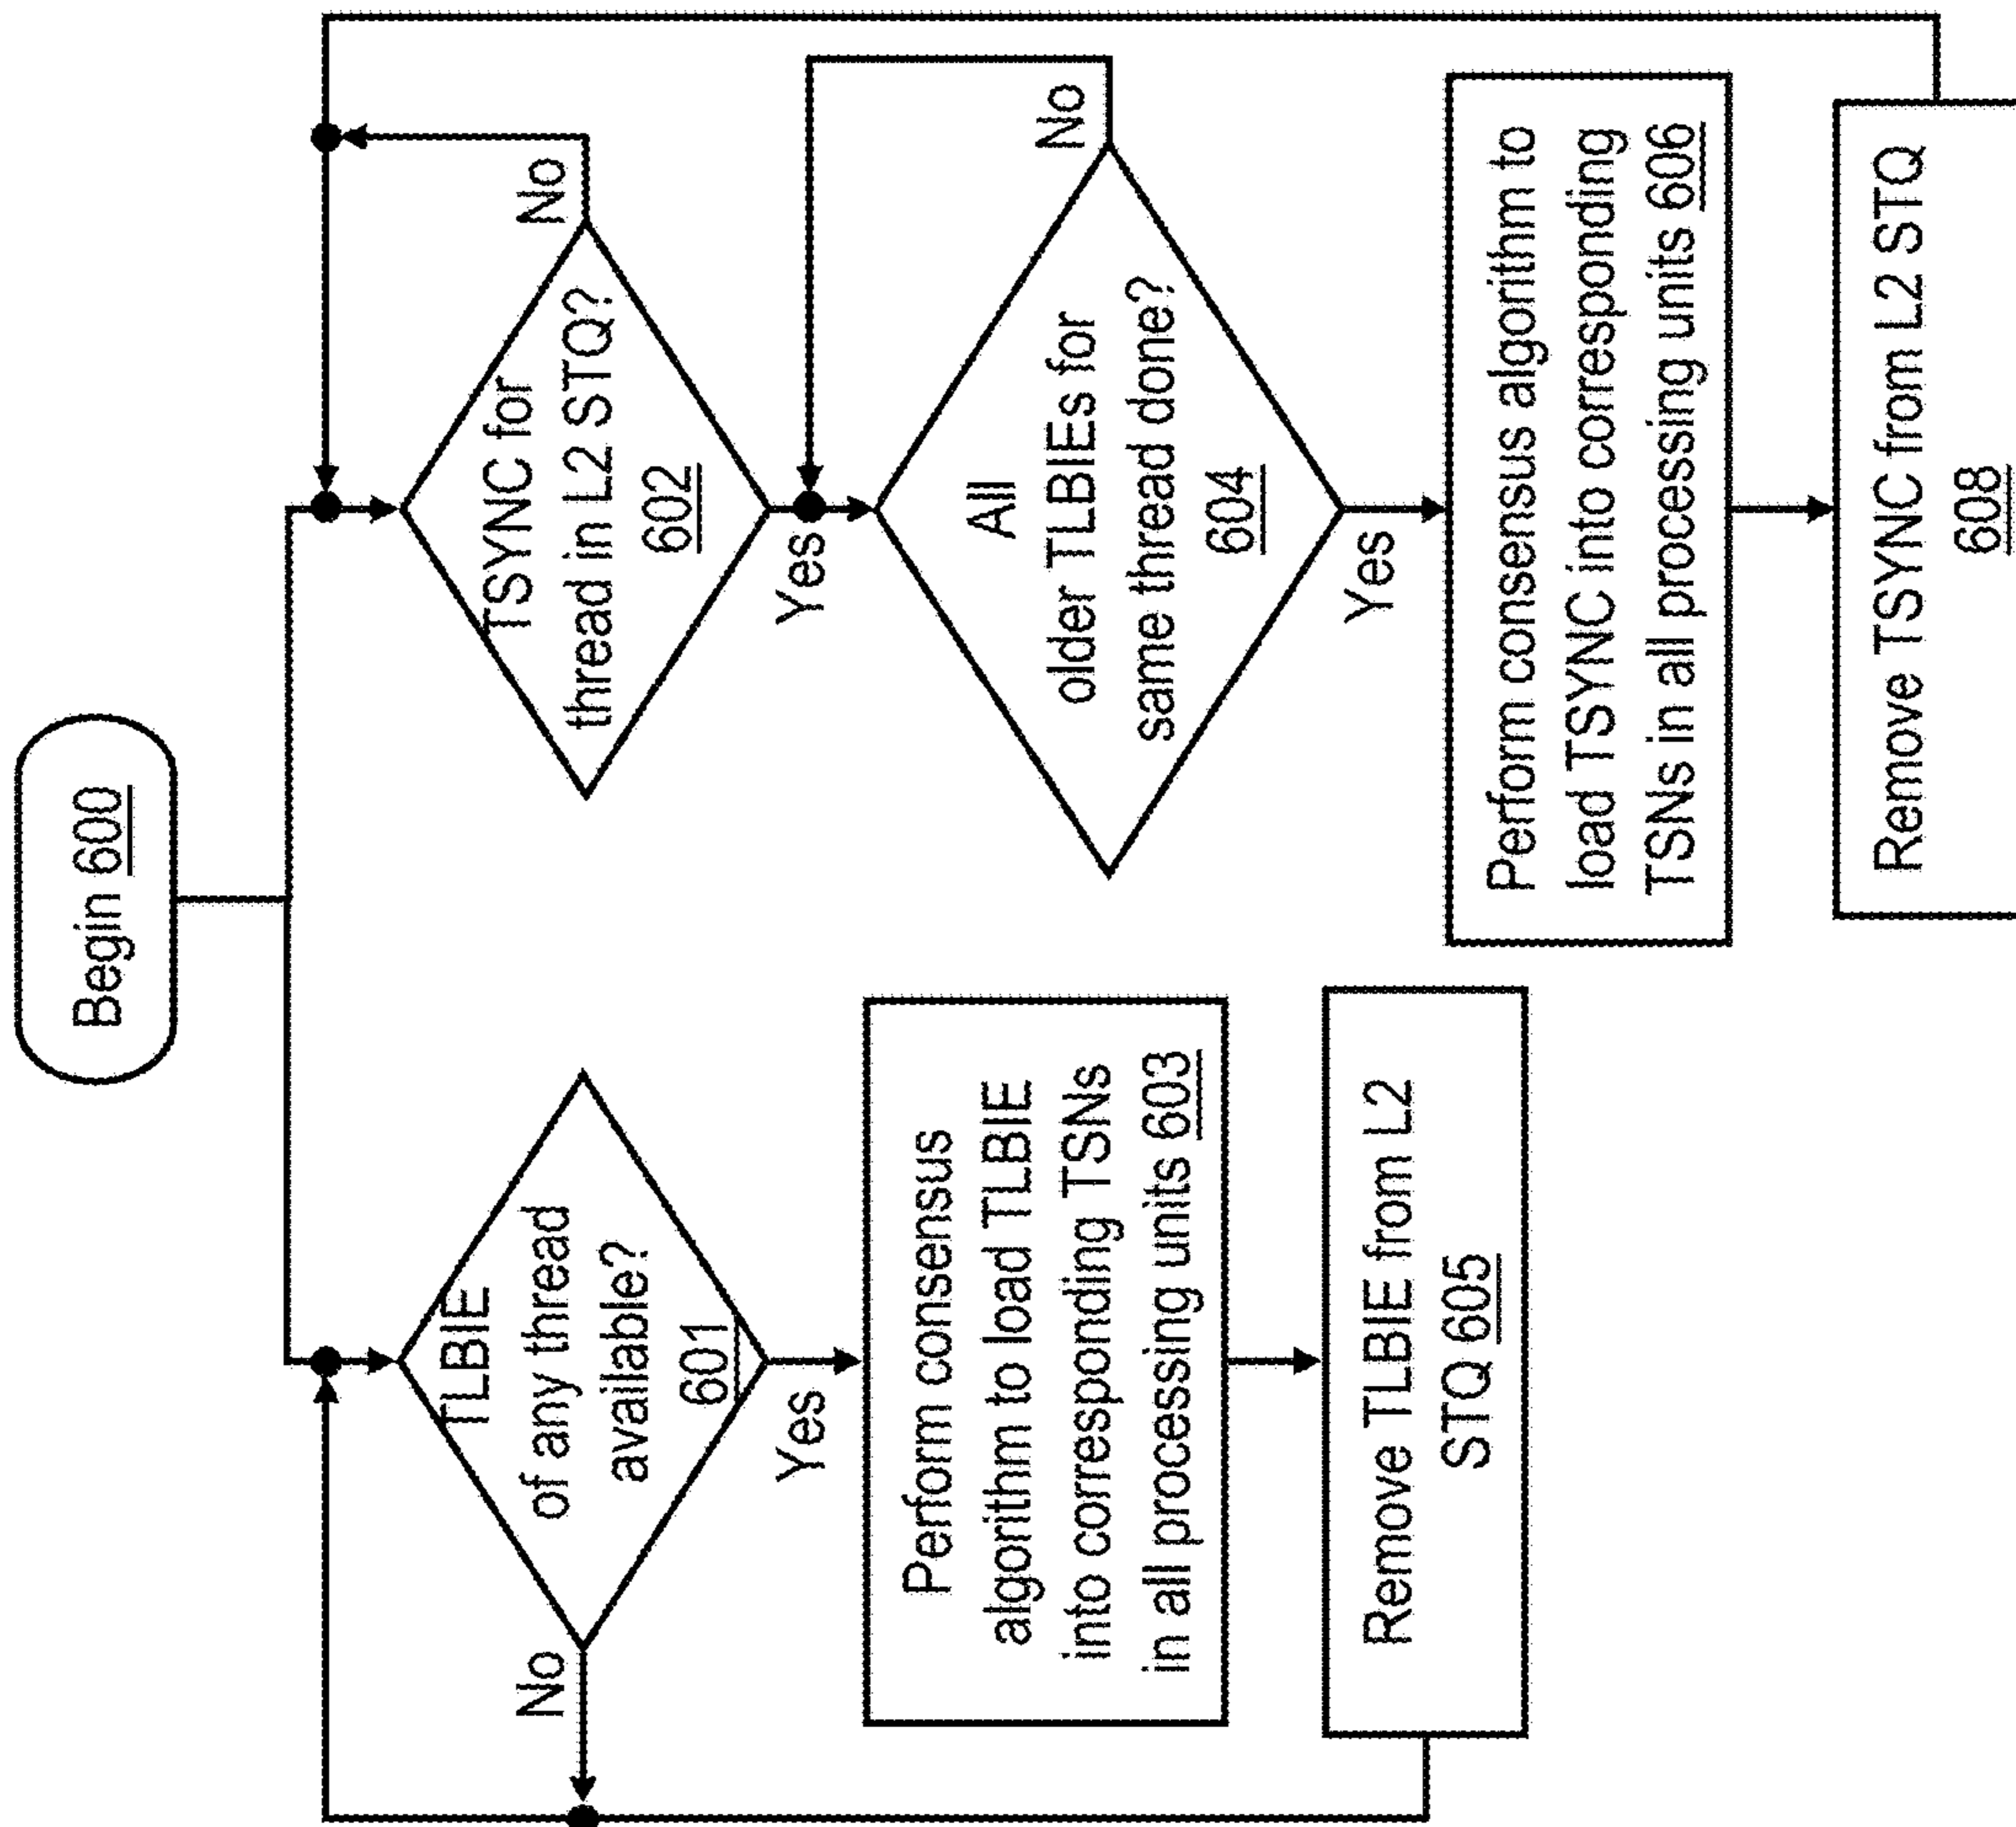 Begin 600
TLBIE
of any thread
available?
601
No
Yes
Perform consensus
algorithm to load TLBIE
into corresponding TSNs
in all processing units 603
Remove TLBIE from L2
STQ 605
TSYNC for
thread in L2 STQ?
602
No
Yes
All
older TLBIEs for
same thread done?
604
No
Yes
Perform consensus algorithm to
load TSYNC into corresponding
TSNs in all processing units 606
Remove TSYNC from L2 STQ
608